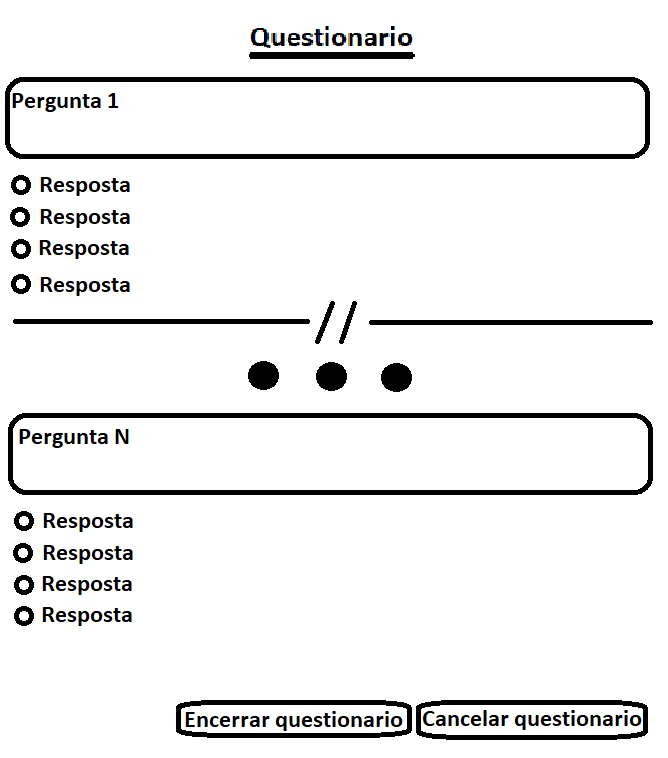 Questionario
Pergunta 1
Resposta
Resposta
Resposta
Resposta
//
Pergunta N
Resposta
Resposta
Resposta
Resposta
Encerrar questionario Cancelar questionario